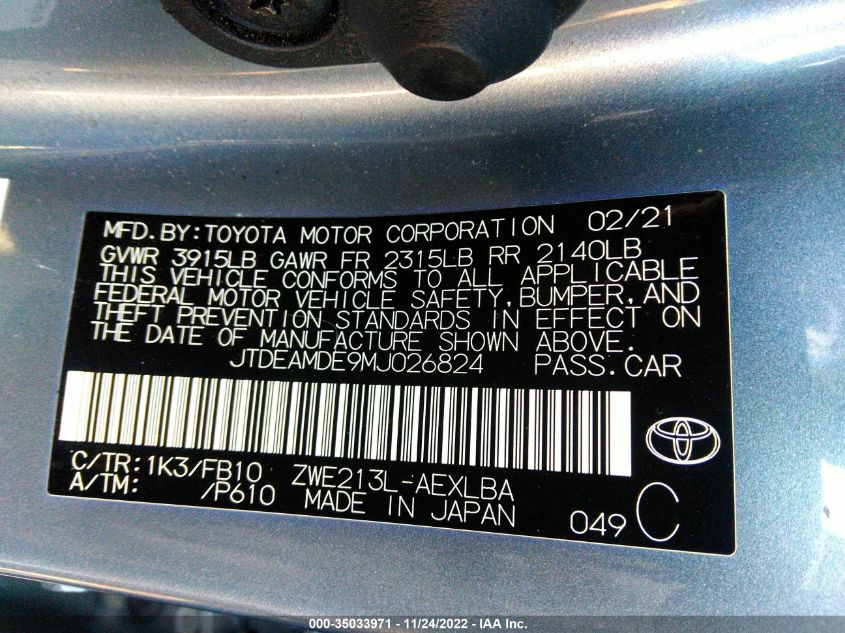 MFD. BY: TOYOTA MOTOR CORPORATION 02/21
GVWR 3915LB GAWR FR 2315LB RR 2140LB
THIS VEHICLE CONFORMS TO ALL APPLICABLE
FEDERAL MOTOR VEHICLE SAFETY, BUMPER, AND
THEFT PREVENTION STANDARDS IN EFFECT ON
THE DATE OF MANUFACTURE SHOWN ABOVE.
JTDEAMDE9MJ026824 PASS. CAR
C/TR: 1K3/FB10 ZWE213L-AEXLBA
A/TM: /P610 MADE IN JAPAN
049 C
000-35033971 - 11/24/2022 - IAA Inc.